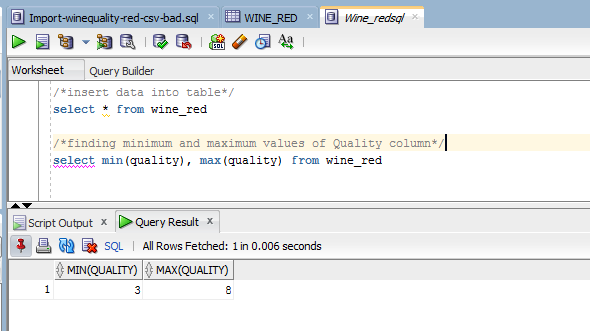 Import-winequality-red-csv-bad.sql WINE_RED Wine_redsql
SQL Aa
Worksheet Query Builder
/*insert data into table*/
select * from wine_red
/*finding minimum and maximum values of Quality column*/
select min(quality), max(quality) from wine_red
Script Output x Query Result x
SQL | All Rows Fetched: 1 in 0.006 seconds
MIN(QUALITY) MAX(QUALITY)
1 3 8